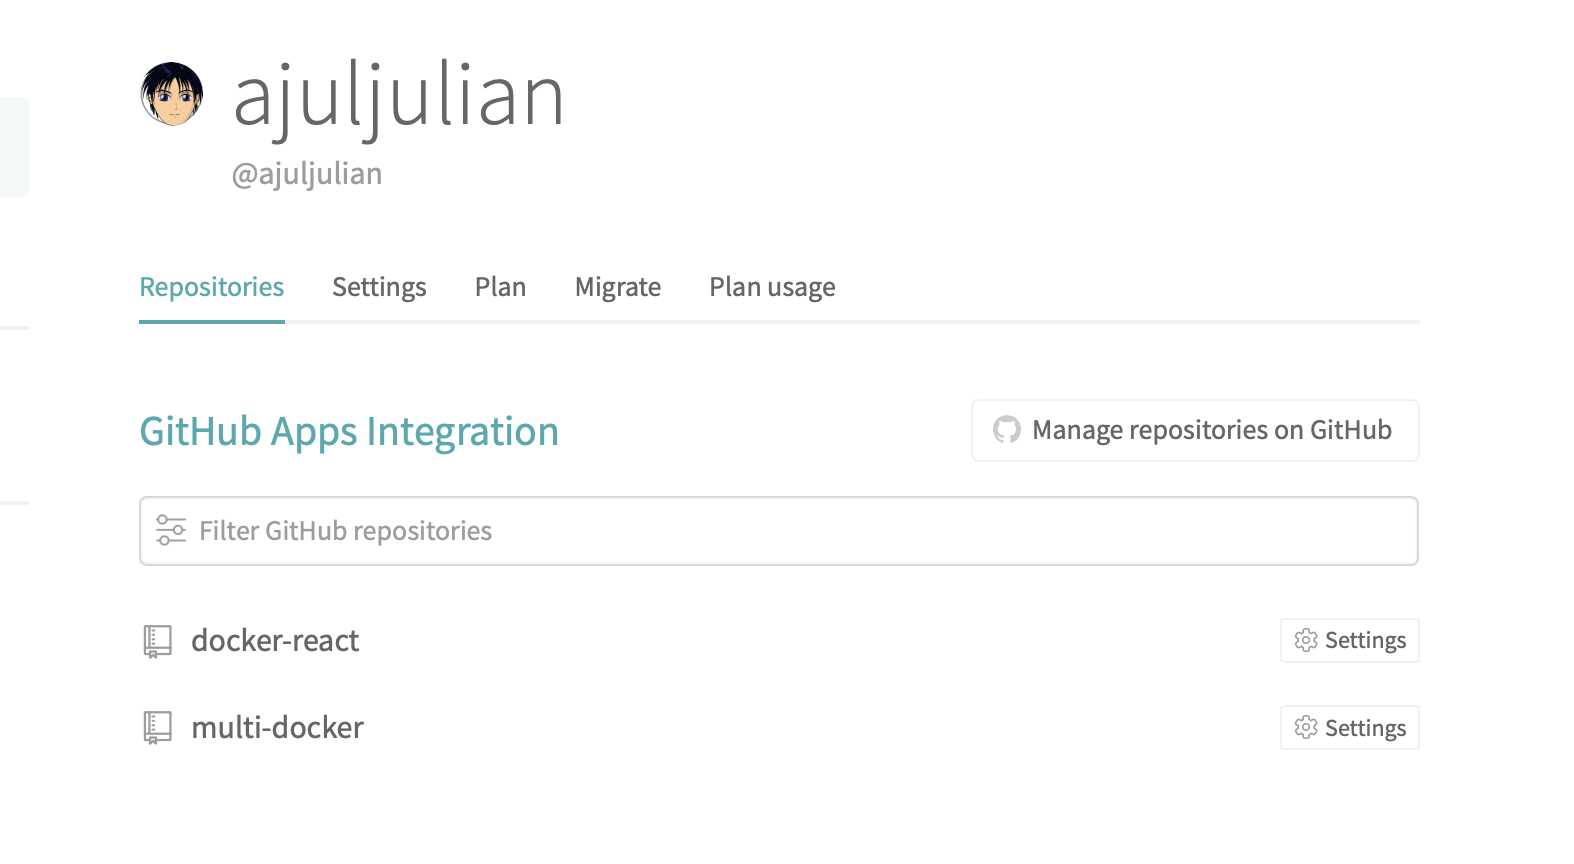 ajuljulian
@ajuljulian
Repositories Settings Plan Migrate Plan usage
GitHub Apps Integration
Manage repositories on GitHub
Filter GitHub repositories
docker-react
Settings
multi-docker
Settings